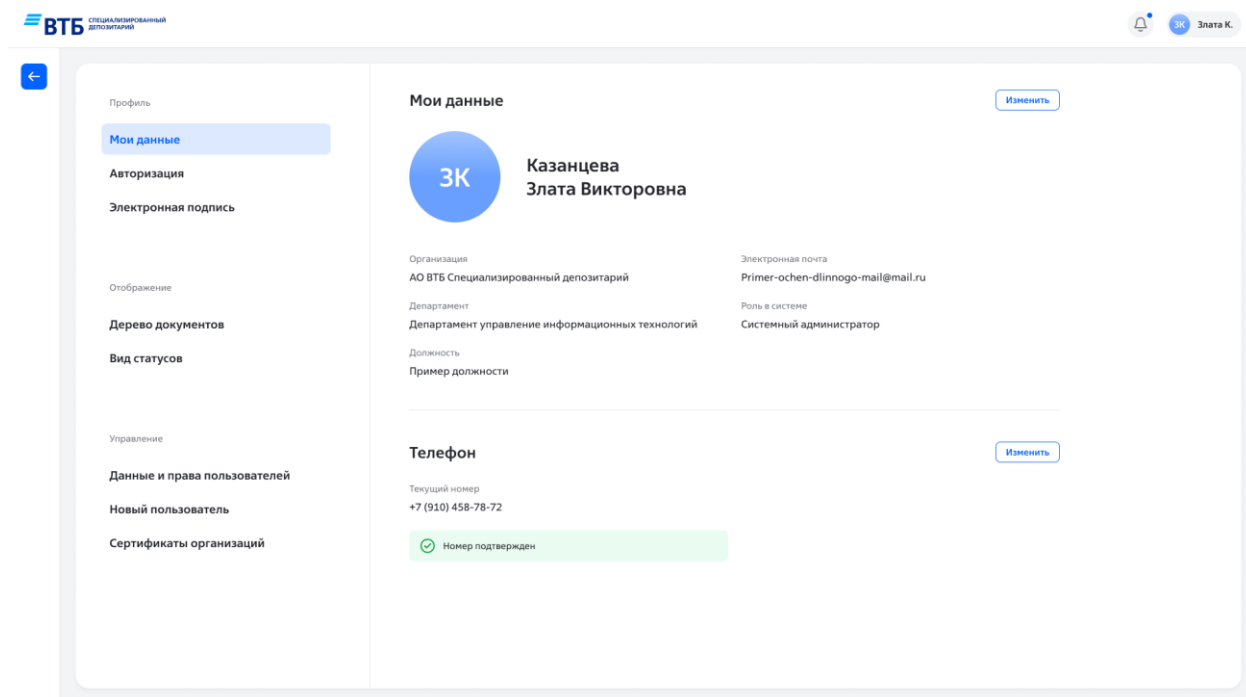 ВТБ СПЕЦИАЛИЗИРОВАННЫЙ
ДЕПОЗИТАРИЙ
ЗК Злата К.
Профиль
Мои данные
Авторизация
Электронная подпись
Отображение
Дерево документов
Вид статусов
Управление
Данные и права пользователей
Новый пользователь
Сертификаты организаций
Мои данные
Изменить
ЗК
Казанцева
Злата Викторовна
Организация
АО ВТБ Специализированный депозитарий
Электронная почта
Primer-ochen-dlinnogo-mail@mail.ru
Департамент
Департамент управление информационных технологий
Роль в системе
Системный администратор
Должность
Пример должности
Телефон
Изменить
Текущий номер
+7 (910) 458-78-72
Номер подтвержден